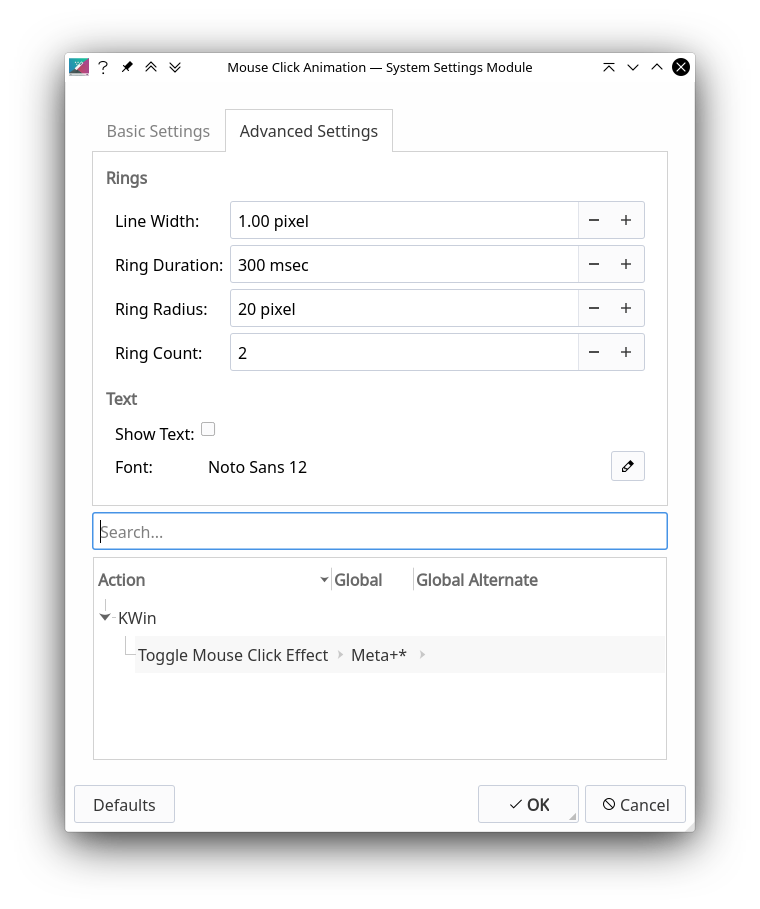 Mouse Click Animation — System Settings Module
Basic Settings
Advanced Settings
Rings
Line Width: 1.00 pixel
Ring Duration: 300 msec
Ring Radius: 20 pixel
Ring Count: 2
Text
Show Text:
Font: Noto Sans 12
Search...
Action Global Global Alternate
KWin
Toggle Mouse Click Effect Meta+*
Defaults OK Cancel